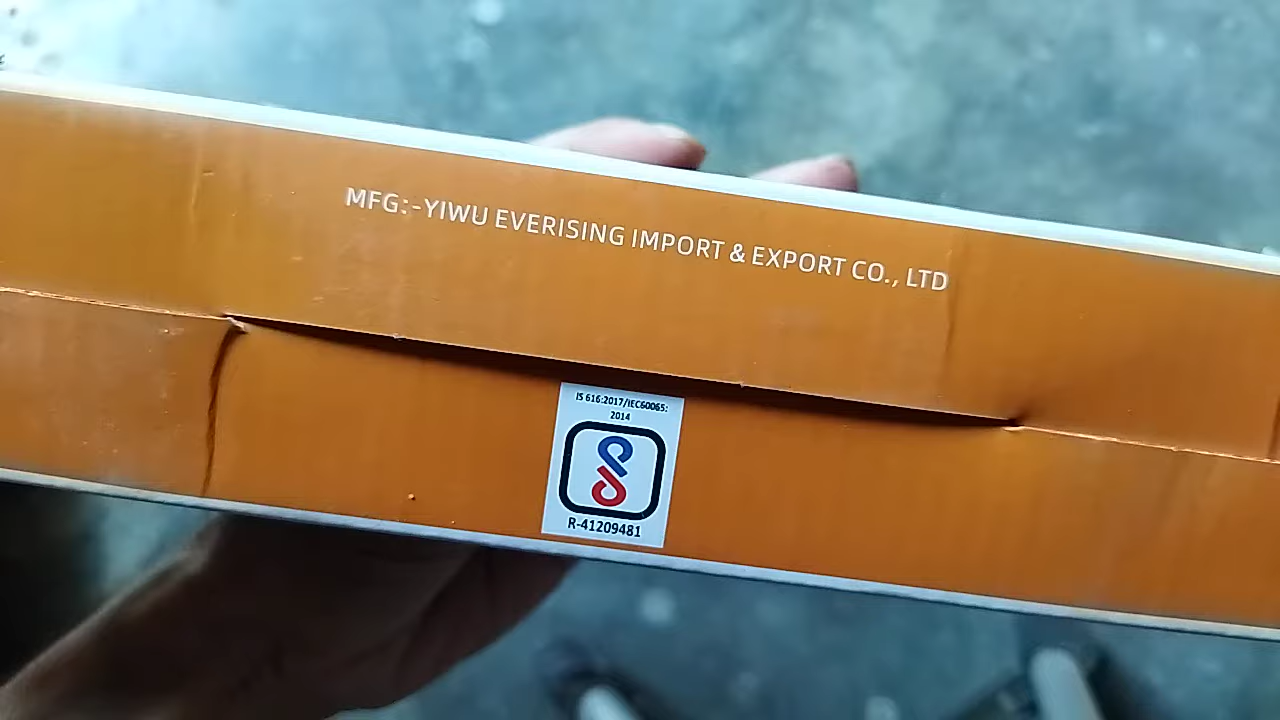 MFG:-YIWU EVERISING IMPORT & EXPORT CO., LTD
IS 616:2017/IEC60065:
2014
R-41209481